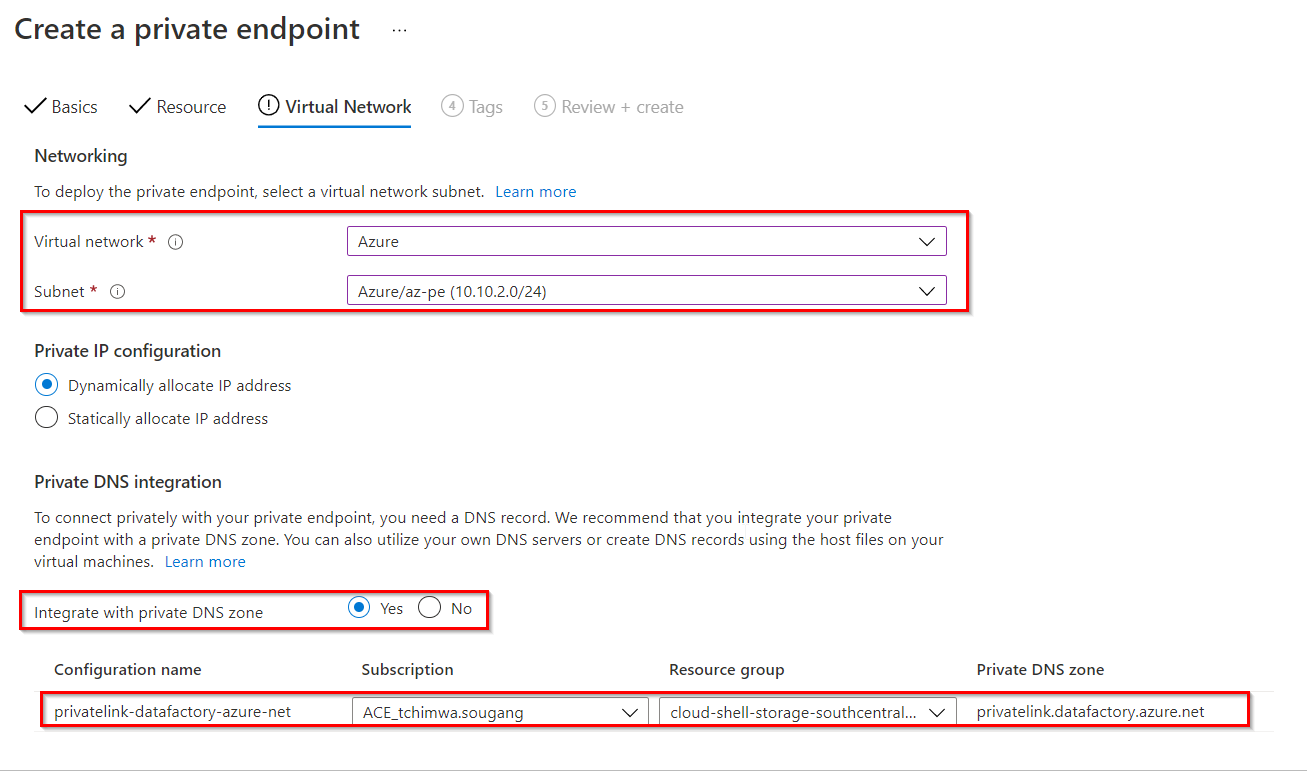 Create a private endpoint ...
Basics Resource Virtual Network 4 Tags 5 Review + create
Networking
To deploy the private endpoint, select a virtual network subnet. Learn more
Virtual network * Azure
Subnet * Azure/az-pe (10.10.2.0/24)
Private IP configuration
Dynamically allocate IP address
Statically allocate IP address
Private DNS integration
To connect privately with your private endpoint, you need a DNS record. We recommend that you integrate your private
endpoint with a private DNS zone. You can also utilize your own DNS servers or create DNS records using the host files on your
virtual machines. Learn more
Integrate with private DNS zone Yes No
Configuration name Subscription Resource group Private DNS zone
privatelink-datafactory-azure-net ACE_tchimwa.sougang cloud-shell-storage-southcentral... privatelink.datafactory.azure.net